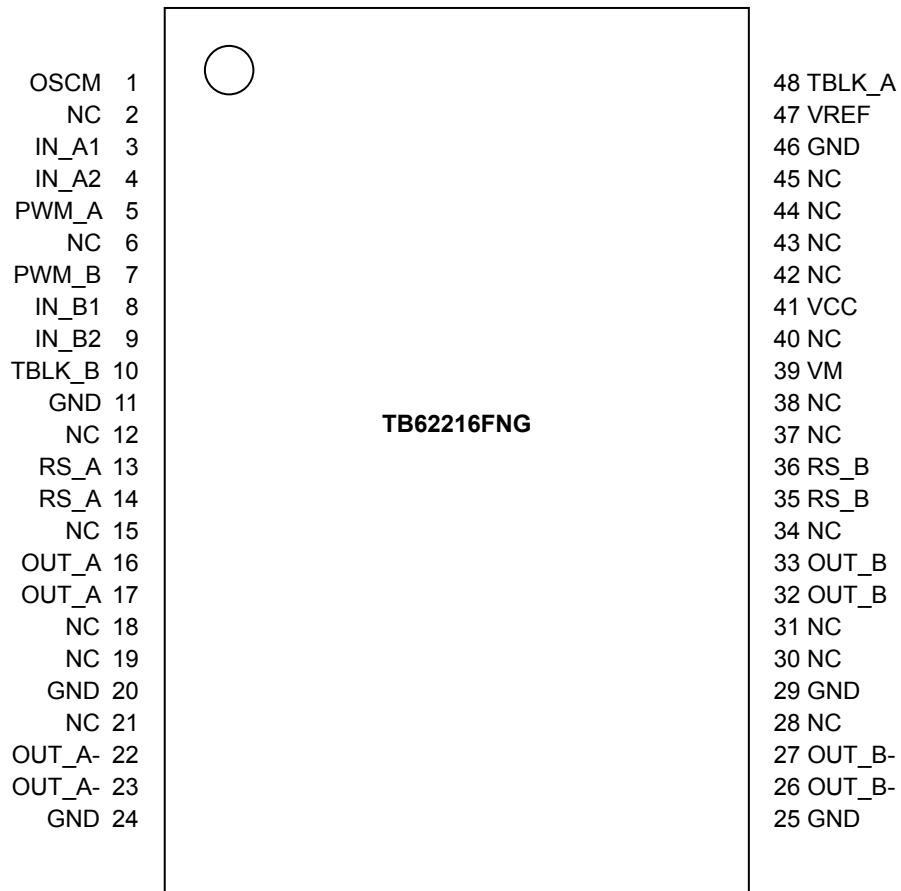 OSCM 1
NC 2
IN_A1 3
IN_A2 4
PWM_A 5
NC 6
PWM_B 7
IN_B1 8
IN_B2 9
TBLK_B 10
GND 11
NC 12
RS_A 13
RS_A 14
NC 15
OUT_A 16
OUT_A 17
NC 18
NC 19
GND 20
NC 21
OUT_A- 22
OUT_A- 23
GND 24
TB62216FNG
48 TBLK_A
47 VREF
46 GND
45 NC
44 NC
43 NC
42 NC
41 VCC
40 NC
39 VM
38 NC
37 NC
36 RS_B
35 RS_B
34 NC
33 OUT_B
32 OUT_B
31 NC
30 NC
29 GND
28 NC
27 OUT_B-
26 OUT_B-
25 GND